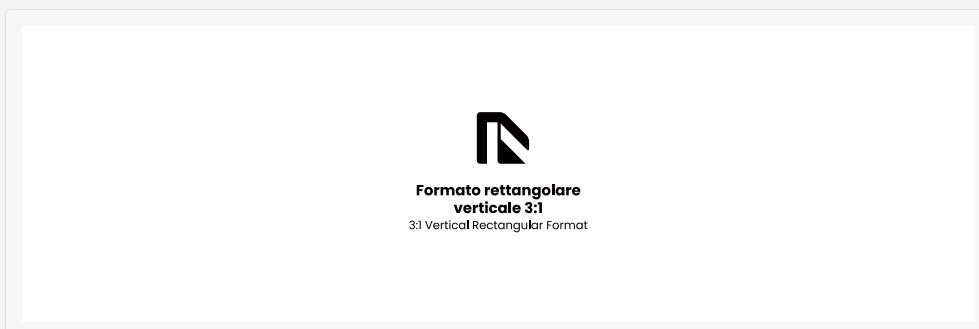 Formato rettangolare
verticale 3:1
3:1 Vertical Rectangular Format